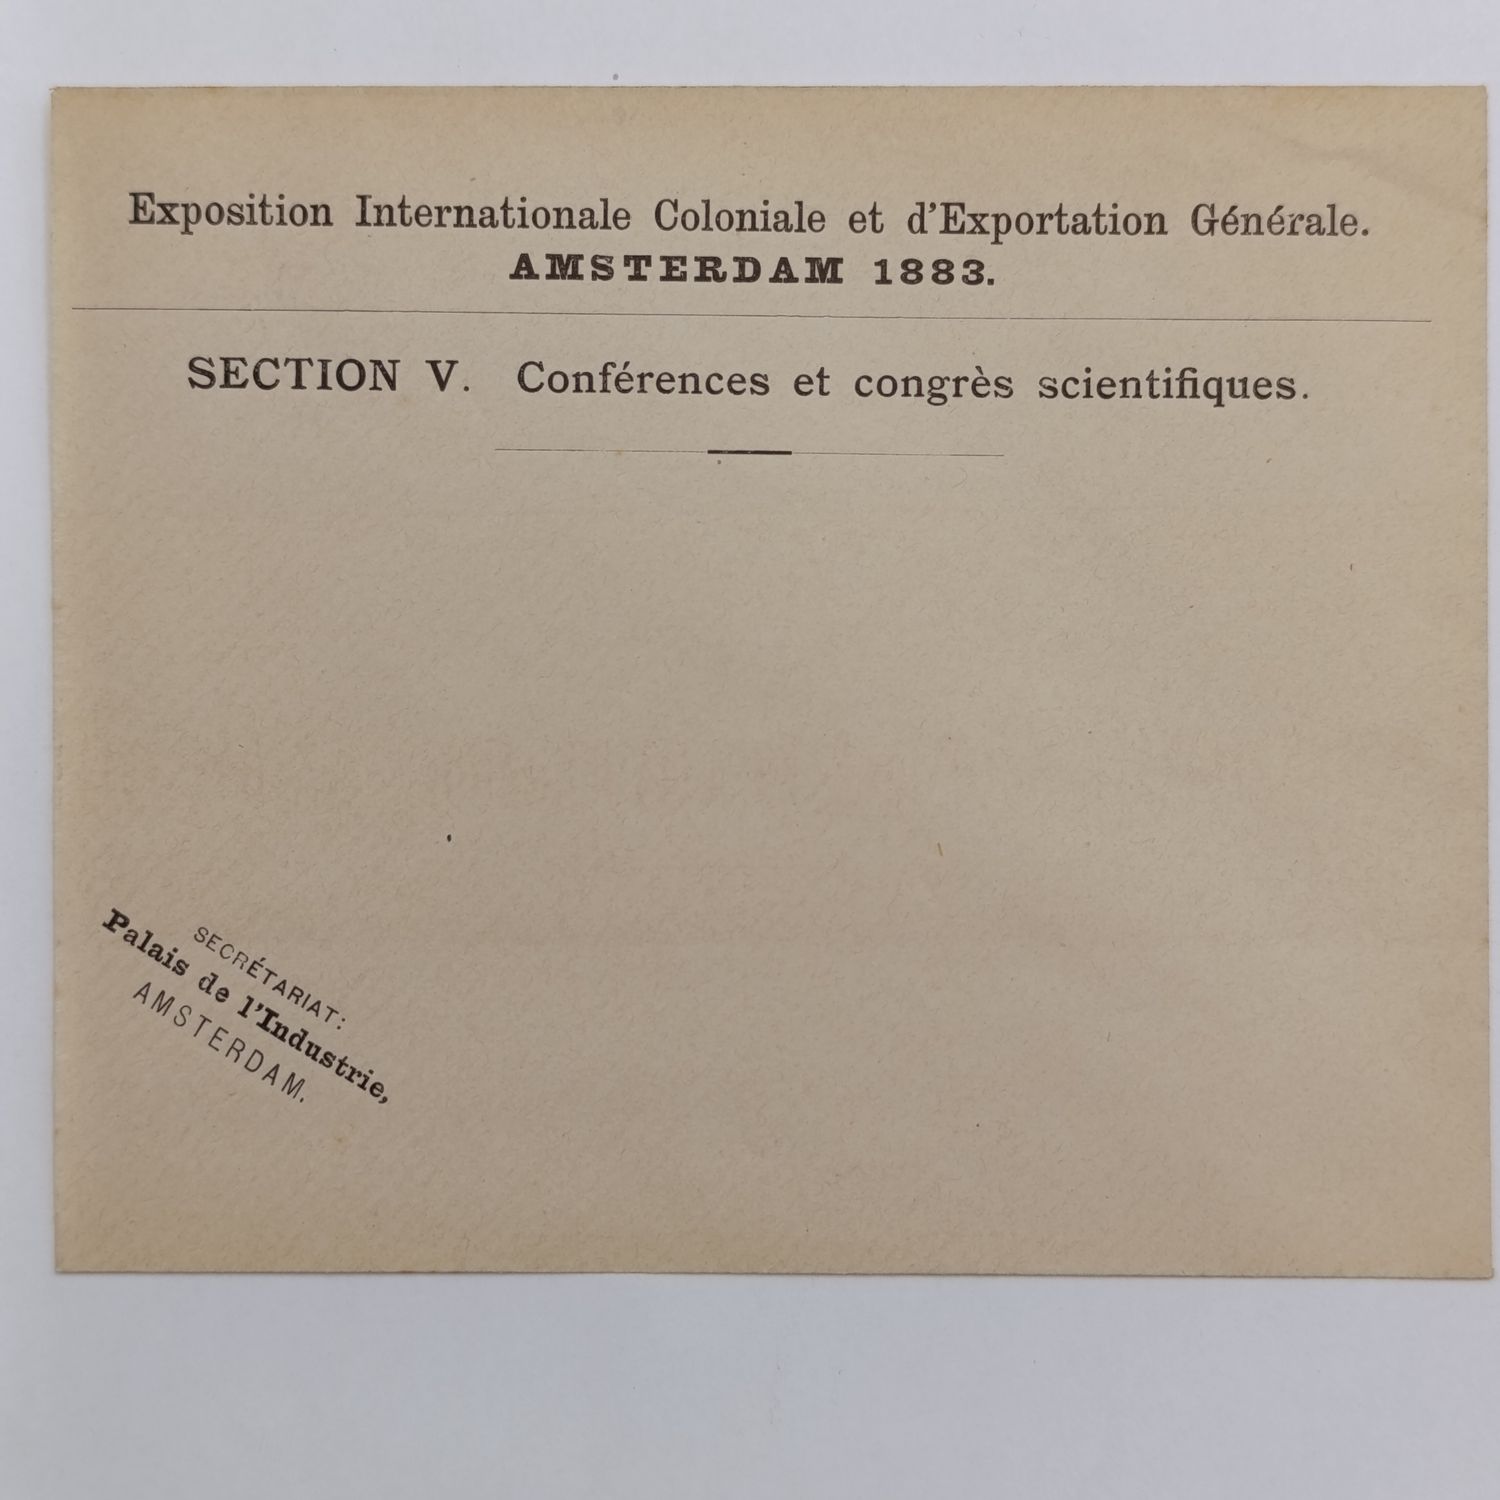 Exposition Internationale Coloniale et d'Exportation Générale.
AMSTERDAM 1883.
SECTION V. Conférences et congrès scientifiques.
SECRÉTARIAT:
Palais de l'Industrie,
AMSTERDAM.